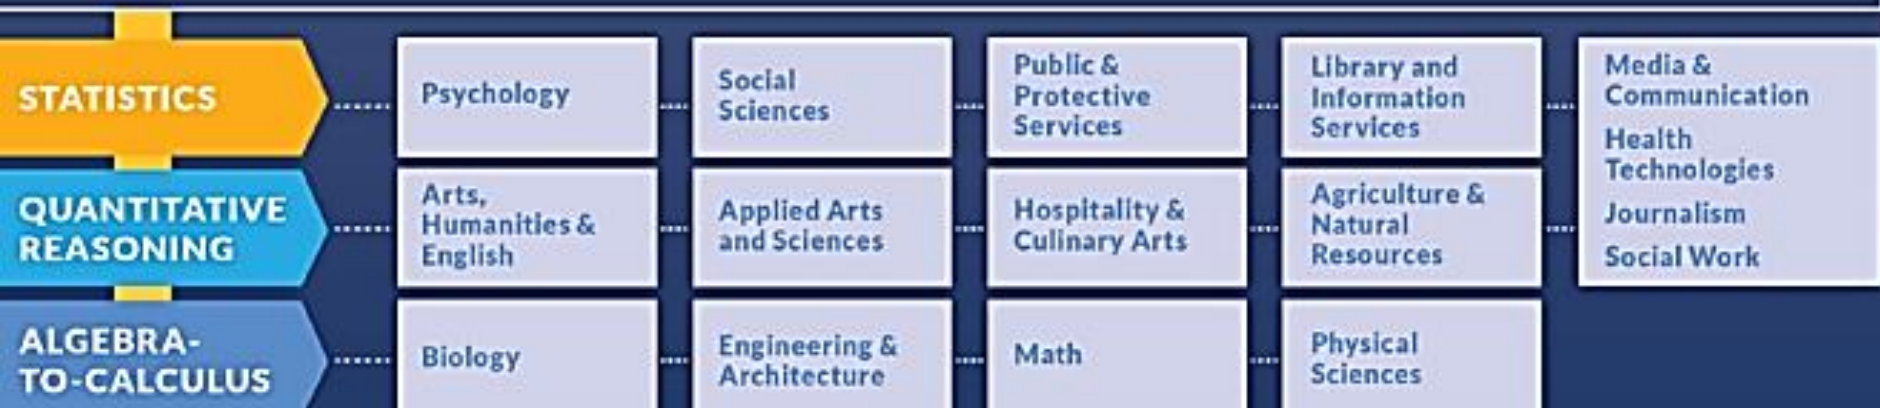 STATISTICS
Psychology
Social
Sciences
Public &
Protective
Services
Library and
Information
Services
Media &
Communication
Health
Technologies
Journalism
Social Work
QUANTITATIVE
REASONING
Arts,
Humanities &
English
Applied Arts
and Sciences
Hospitality &
Culinary Arts
Agriculture &
Natural
Resources
ALGEBRA-
TO-CALCULUS
Biology
Engineering &
Architecture
Math
Physical
Sciences